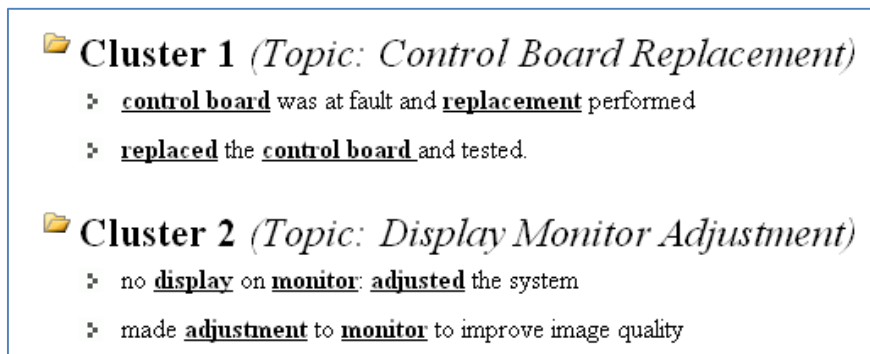 Cluster 1 (Topic: Control Board Replacement)
control board was at fault and replacement performed
replaced the control board and tested.
Cluster 2 (Topic: Display Monitor Adjustment)
no display on monitor: adjusted the system
made adjustment to monitor to improve image quality